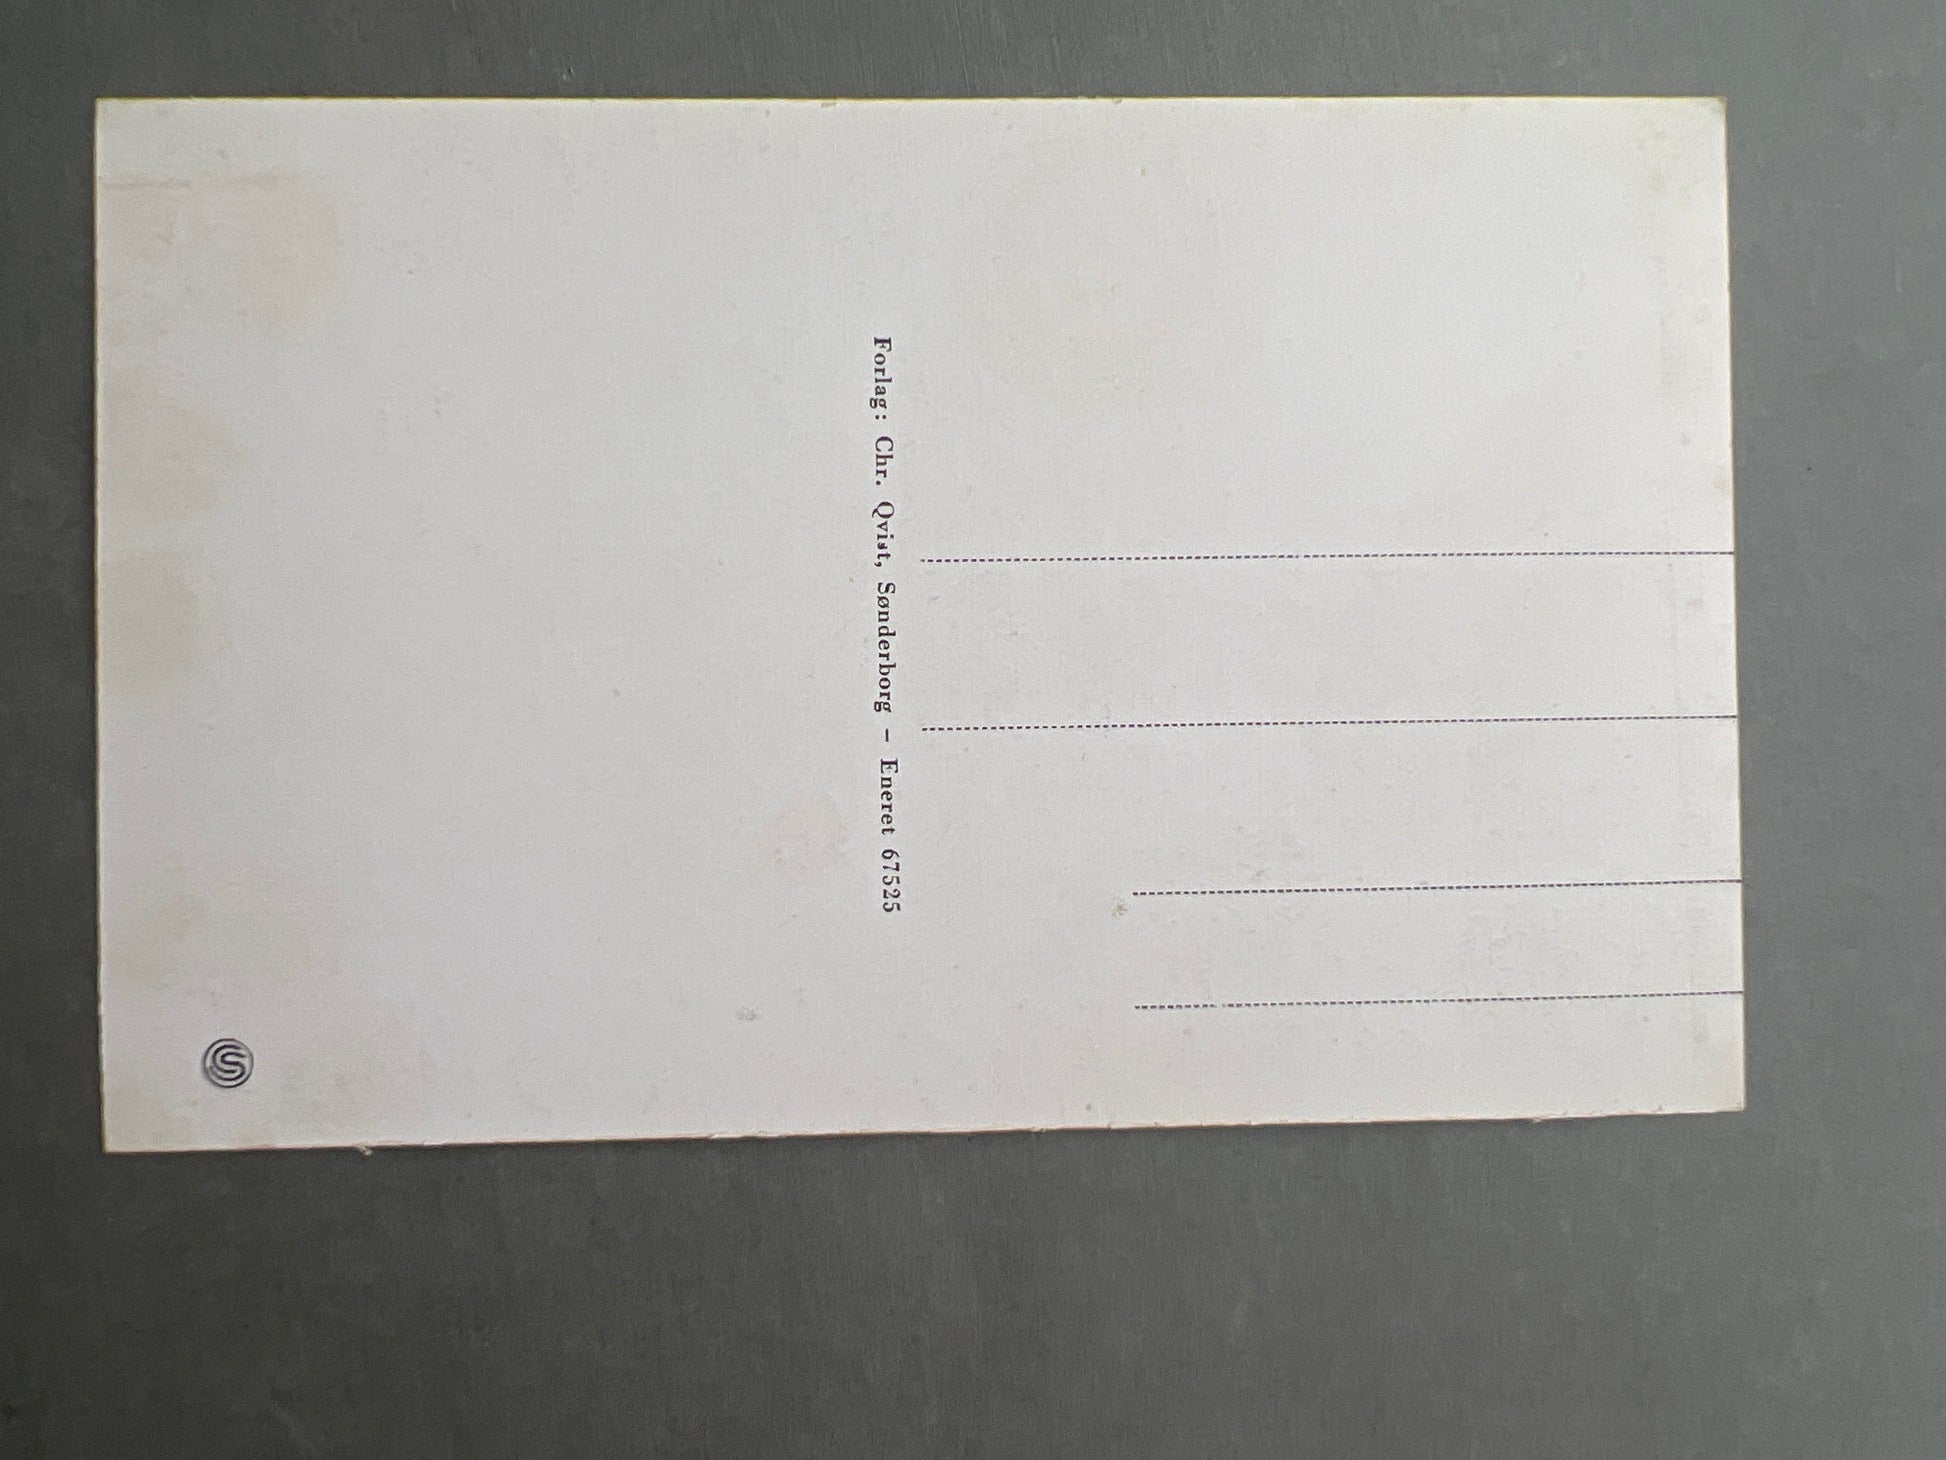 Forlag: Chr. Qvist, Sønderborg – Eneret 67525
S